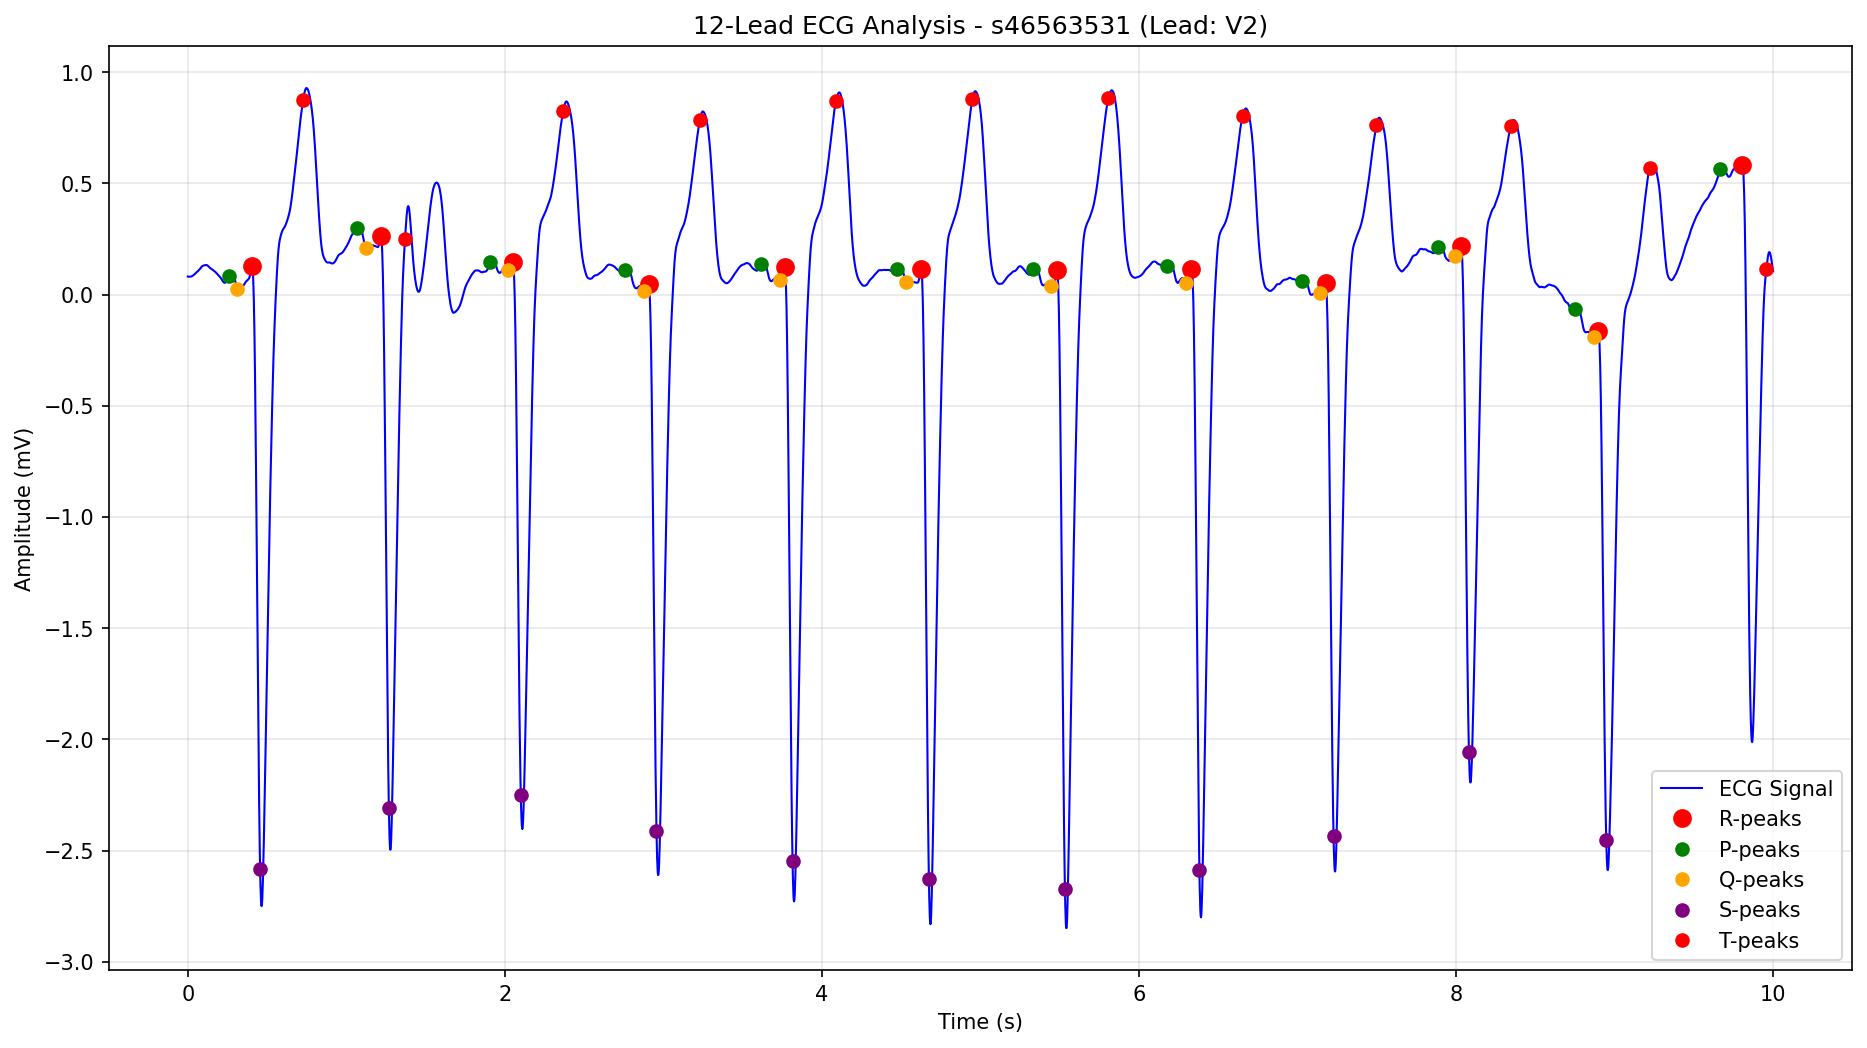 12-Lead ECG Analysis - s46563531 (Lead: V2)
1.0
0.5
0.0
−0.5
−1.0
−1.5
−2.0
−2.5
−3.0
Amplitude (mV)
ECG Signal
R-peaks
P-peaks
Q-peaks
S-peaks
T-peaks
0 2 4 6 8 10
Time (s)